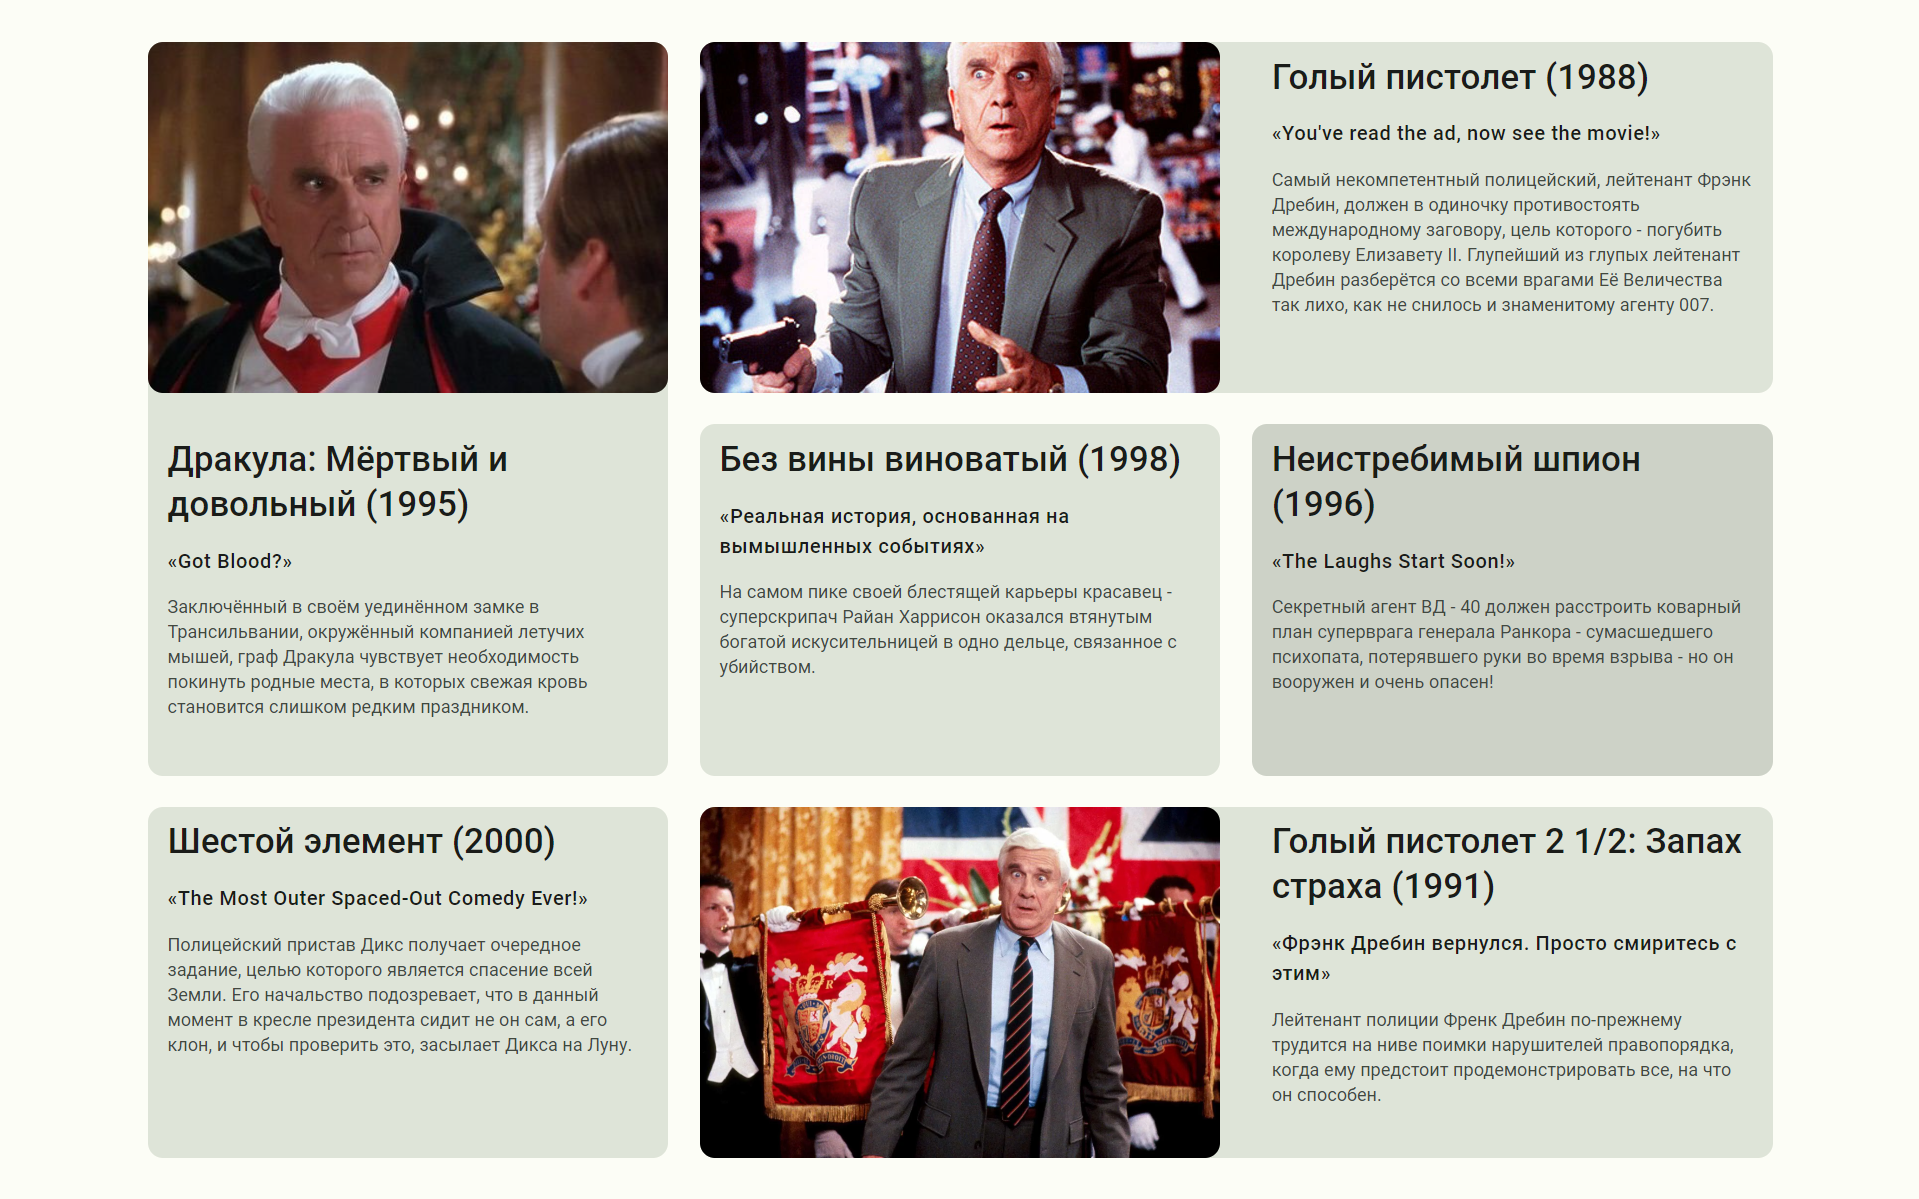 Голый пистолет (1988)
«You've read the ad, now see the movie!»
Самый некомпетентный полицейский, лейтенант Фрэнк
Дребин, должен в одиночку противостоять
международному заговору, цель которого - погубить
королеву Елизавету II. Глупейший из глупых лейтенант
Дребин разберётся со всеми врагами Её Величества
так лихо, как не снилось и знаменитому агенту 007.
Дракула: Мёртвый и
довольный (1995)
«Got Blood?»
Заключённый в своём уединённом замке в
Трансильвании, окружённый компанией летучих
мышей, граф Дракула чувствует необходимость
покинуть родные места, в которых свежая кровь
становится слишком редким праздником.
Без вины виноватый (1998)
«Реальная история, основанная на
вымышленных событиях»
На самом пике своей блестящей карьеры красавец -
суперскрипач Райан Харрисон оказался втянутым
богатой искусительницей в одно дельце, связанное с
убийством.
Неистребимый шпион
(1996)
«The Laughs Start Soon!»
Секретный агент ВД - 40 должен расстроить коварный
план суперврага генерала Ранкора - сумасшедшего
психопата, потерявшего руки во время взрыва - но он
вооружен и очень опасен!
Шестой элемент (2000)
«The Most Outer Spaced-Out Comedy Ever!»
Полицейский пристав Дикс получает очередное
задание, целью которого является спасение всей
Земли. Его начальство подозревает, что в данный
момент в кресле президента сидит не он сам, а его
клон, и чтобы проверить это, засылает Дикса на Луну.
Голый пистолет 2 1/2: Запах
страха (1991)
«Фрэнк Дребин вернулся. Просто смиритесь с
этим»
Лейтенант полиции Френк Дребин по-прежнему
трудится на ниве поимки нарушителей правопорядка,
когда ему предстоит продемонстрировать все, на что
он способен.